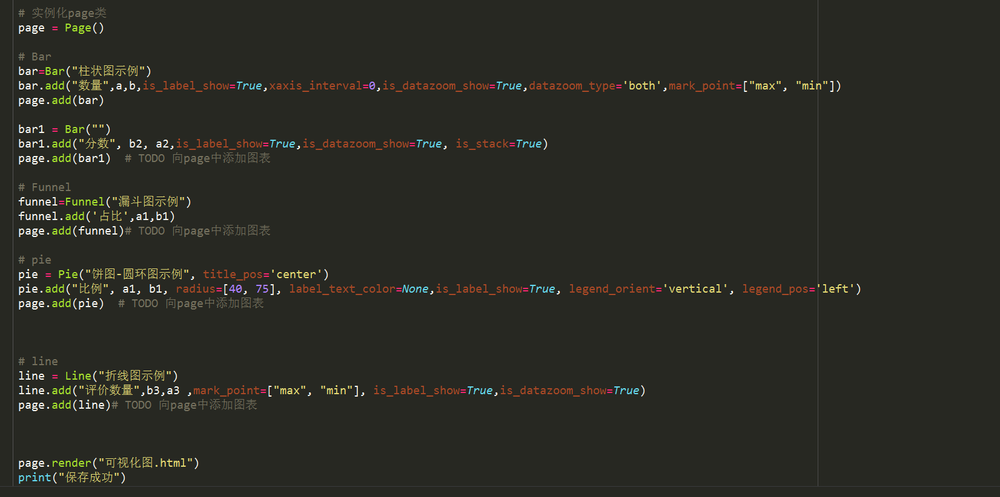 # 实例化page类
page = Page()
# Bar
bar=Bar("柱状图示例")
bar.add("数量",a,b,is_label_show=True,xaxis_interval=0,is_datazoom_show=True,datazoom_type='both',mark_point=["max", "min"])
page.add(bar)
bar1 = Bar("")
bar1.add("分数", b2, a2,is_label_show=True,is_datazoom_show=True, is_stack=True)
page.add(bar1)  # TODO 向page中添加图表
# Funnel
funnel=Funnel("漏斗图示例")
funnel.add('占比',a1,b1)
page.add(funnel)# TODO 向page中添加图表
# pie
pie = Pie("饼图-圆环图示例", title_pos='center')
pie.add("比例", a1, b1, radius=[40, 75], label_text_color=None,is_label_show=True, legend_orient='vertical', legend_pos='left')
page.add(pie)  # TODO 向page中添加图表
# line
line = Line("折线图示例")
line.add("评价数量",b3,a3 ,mark_point=["max", "min"], is_label_show=True,is_datazoom_show=True)
page.add(line)# TODO 向page中添加图表
page.render("可视化图.html")
print("保存成功")